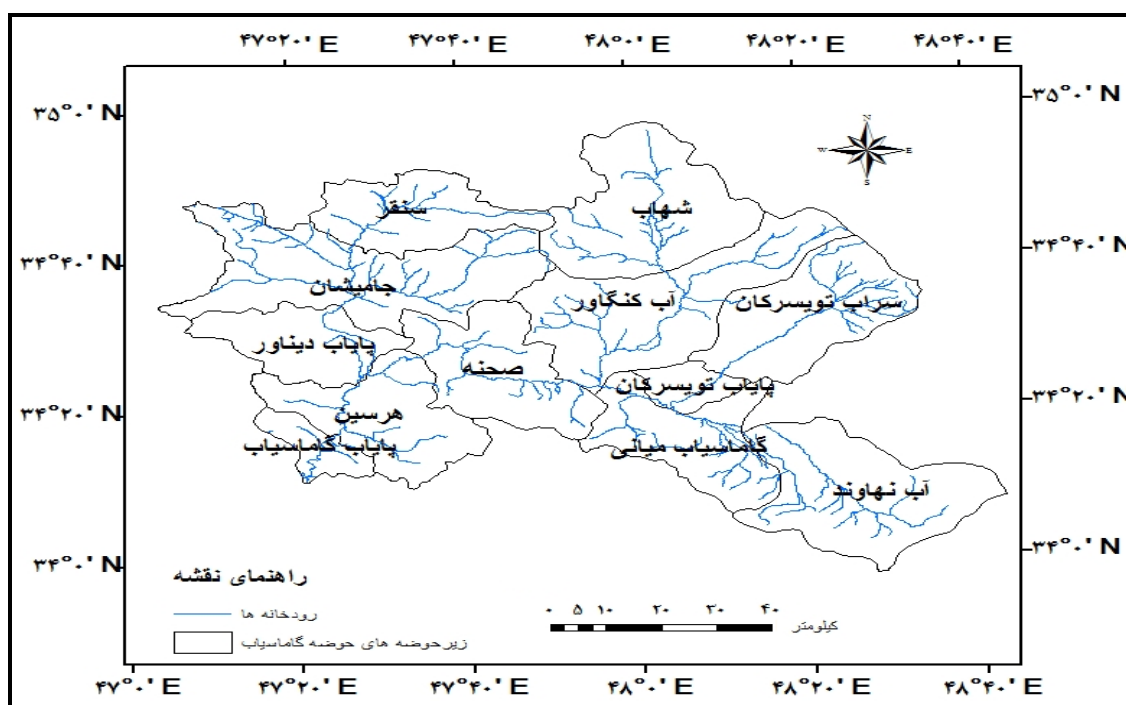 ۴۷°۲۰' E ۴۷°۴۰' E ۴۸°۰' E ۴۸°۲۰' E ۴۸°۴۰' E
۳۵°۰' N
۳۵°۰' N
N
W E
S
سنقر
شهاب
۳۴°۴۰' N
۳۴°۴۰' N
جامیشان
آب کنگاور
سراب تویسرکان
پایاب دیناور
صحنه
پایاب تویسرکان
۳۴°۲۰' N
۳۴°۲۰' N
هرسین
پایاب گاماسیاب
گاماسیاب میانی
آب نهاوند
۳۴°۰' N
۳۴°۰' N
راهنمای نقشه
رودخانه ها
زیرحوضه های حوضه گاماسیاب
۰ ۵ ۱۰ ۲۰ ۳۰ ۴۰
کیلومتر
۴۷°۰' E ۴۷°۲۰' E ۴۷°۴۰' E ۴۸°۰' E ۴۸°۲۰' E ۴۸°۴۰' E